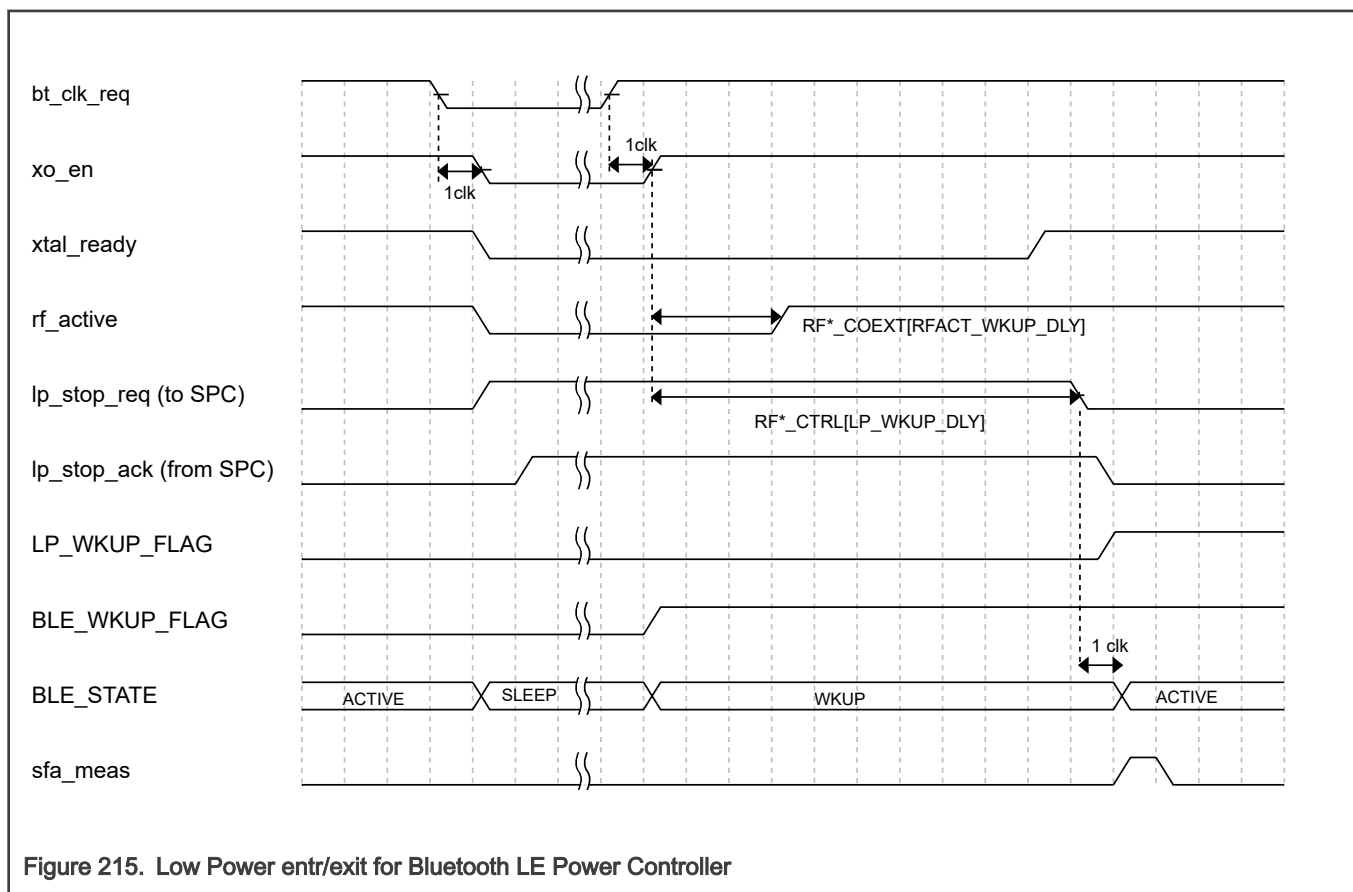 bt_clk_req
1clk
xo_en
1clk
xtal_ready
rf_active
RF*_COEXT[RFACT_WKUP_DLY]
lp_stop_req (to SPC)
RF*_CTRL[LP_WKUP_DLY]
lp_stop_ack (from SPC)
LP_WKUP_FLAG
BLE_WKUP_FLAG
1 clk
BLE_STATE ACTIVE SLEEP WKUP ACTIVE
sfa_meas
Figure 215. Low Power entr/exit for Bluetooth LE Power Controller